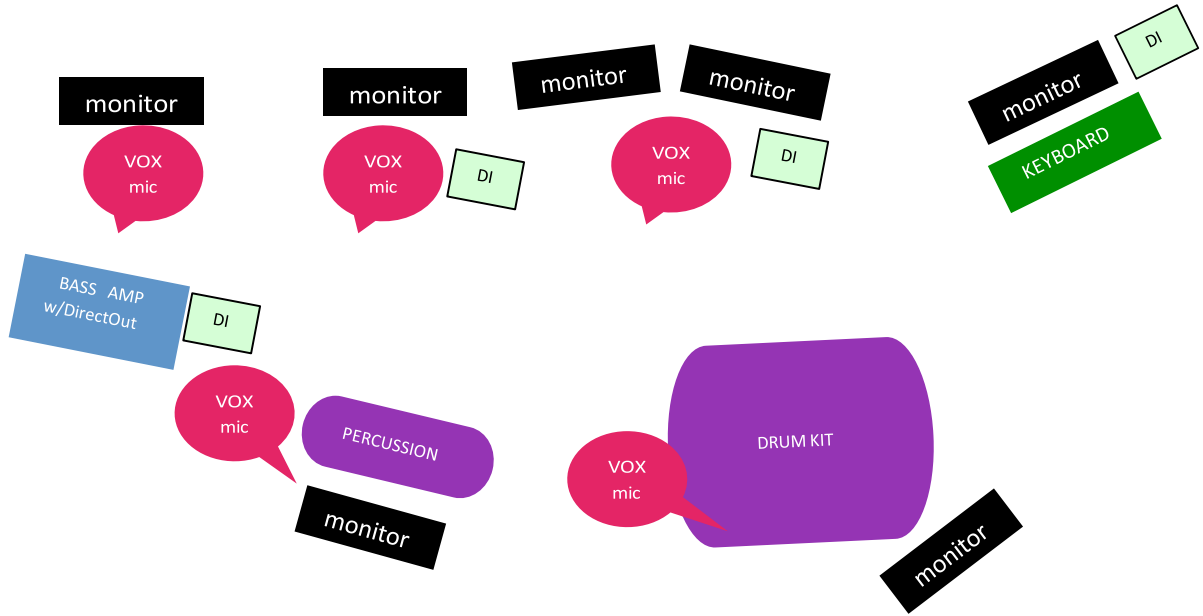 monitor
monitor
monitor
monitor
monitor
DI
VOX
mic
VOX
mic
DI
VOX
mic
DI
KEYBOARD
BASS AMP
w/DirectOut
DI
VOX
mic
PERCUSSION
monitor
VOX
mic
DRUM KIT
monitor